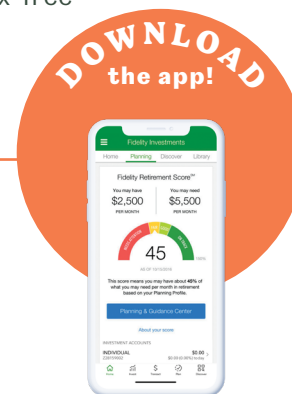 DOWNLOAD
the app!
Fidelity Investments
Home Planning Discover Library
Fidelity Retirement Score℠
You may have You may need
$2,500 $5,500
PER MONTH PER MONTH
45
This score means you may have about 45% of
what you may need per month in retirement
based on your Planning Profile.
Planning & Guidance Center
About your score
INVESTMENT ACCOUNTS
INDIVIDUAL $0.00